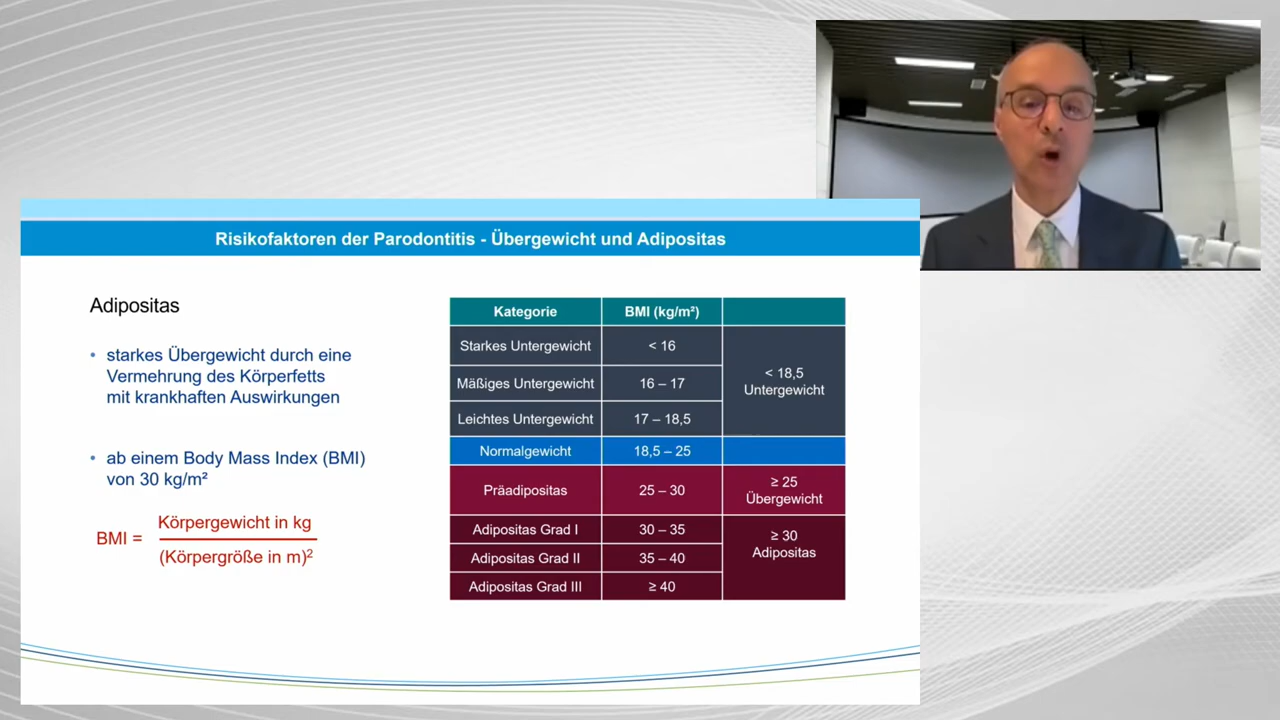 Risikofaktoren der Parodontitis - Übergewicht und Adipositas
Adipositas
• starkes Übergewicht durch eine
Vermehrung des Körperfetts
mit krankhaften Auswirkungen
• ab einem Body Mass Index (BMI)
von 30 kg/m²
BMI =
Körpergewicht in kg
(Körpergröße in m)²
Kategorie BMI (kg/m²)
Starkes Untergewicht < 16
Mäßiges Untergewicht 16 – 17
Leichtes Untergewicht 17 – 18,5
< 18,5
Untergewicht
Normalgewicht 18,5 – 25
Präadipositas 25 – 30
≥ 25
Übergewicht
Adipositas Grad I 30 – 35
Adipositas Grad II 35 – 40
Adipositas Grad III ≥ 40
≥ 30
Adipositas